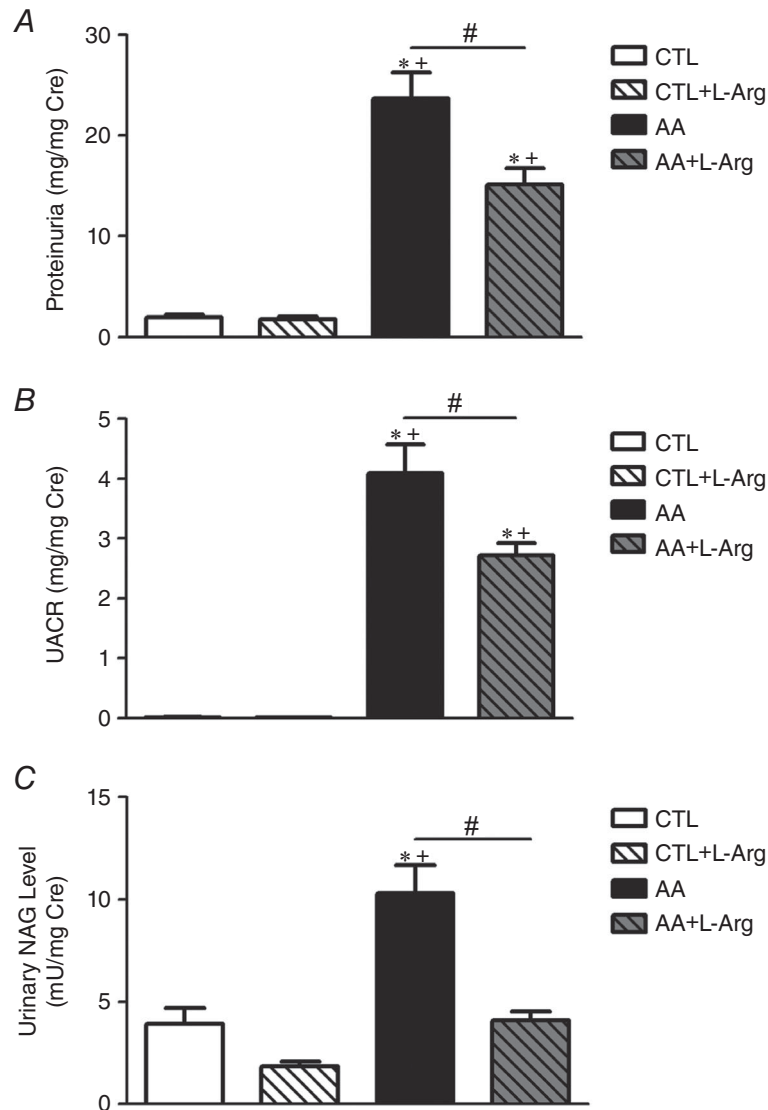 A
Proteinuria (mg/mg Cre)
30
20
10
0
#
* +
* +
CTL
CTL+L-Arg
AA
AA+L-Arg
B
UACR (mg/mg Cre)
5
4
3
2
1
0
#
* +
* +
CTL
CTL+L-Arg
AA
AA+L-Arg
C
Urinary NAG Level
(mU/mg Cre)
15
10
5
0
#
* +
CTL
CTL+L-Arg
AA
AA+L-Arg